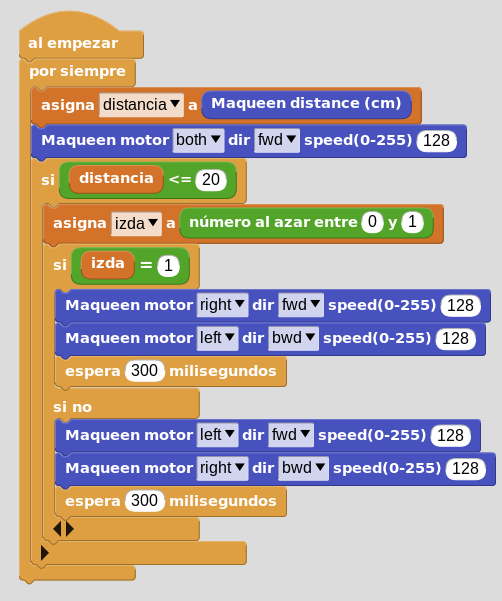 al empezar
por siempre
asigna distancia a Maqueen distance (cm)
Maqueen motor both dir fwd speed(0-255) 128
si distancia <= 20
asigna izda a número al azar entre 0 y 1
si izda = 1
Maqueen motor right dir fwd speed(0-255) 128
Maqueen motor left dir bwd speed(0-255) 128
espera 300 milisegundos
si no
Maqueen motor left dir fwd speed(0-255) 128
Maqueen motor right dir bwd speed(0-255) 128
espera 300 milisegundos